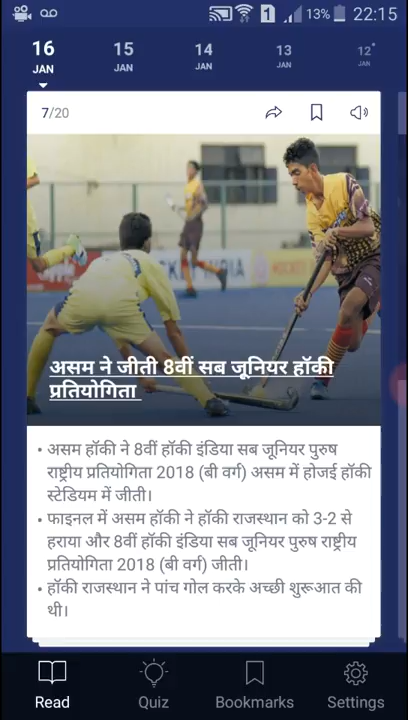 1 13% 22:15
16 15 14 13 12
JAN JAN JAN JAN JAN
7/20
INDIA
असम ने जीती 8वीं सब जूनियर हॉकी
प्रतियोगिता
• असम हॉकी ने 8वीं हॉकी इंडिया सब जूनियर पुरुष
राष्ट्रीय प्रतियोगिता 2018 (बी वर्ग) असम में होजई हॉकी
स्टेडियम में जीती।
• फाइनल में असम हॉकी ने हॉकी राजस्थान को 3-2 से
हराया और 8वीं हॉकी इंडिया सब जूनियर पुरुष राष्ट्रीय
प्रतियोगिता 2018 (बी वर्ग) जीती।
• हॉकी राजस्थान ने पांच गोल करके अच्छी शुरूआत की
थी।
Read Quiz Bookmarks Settings